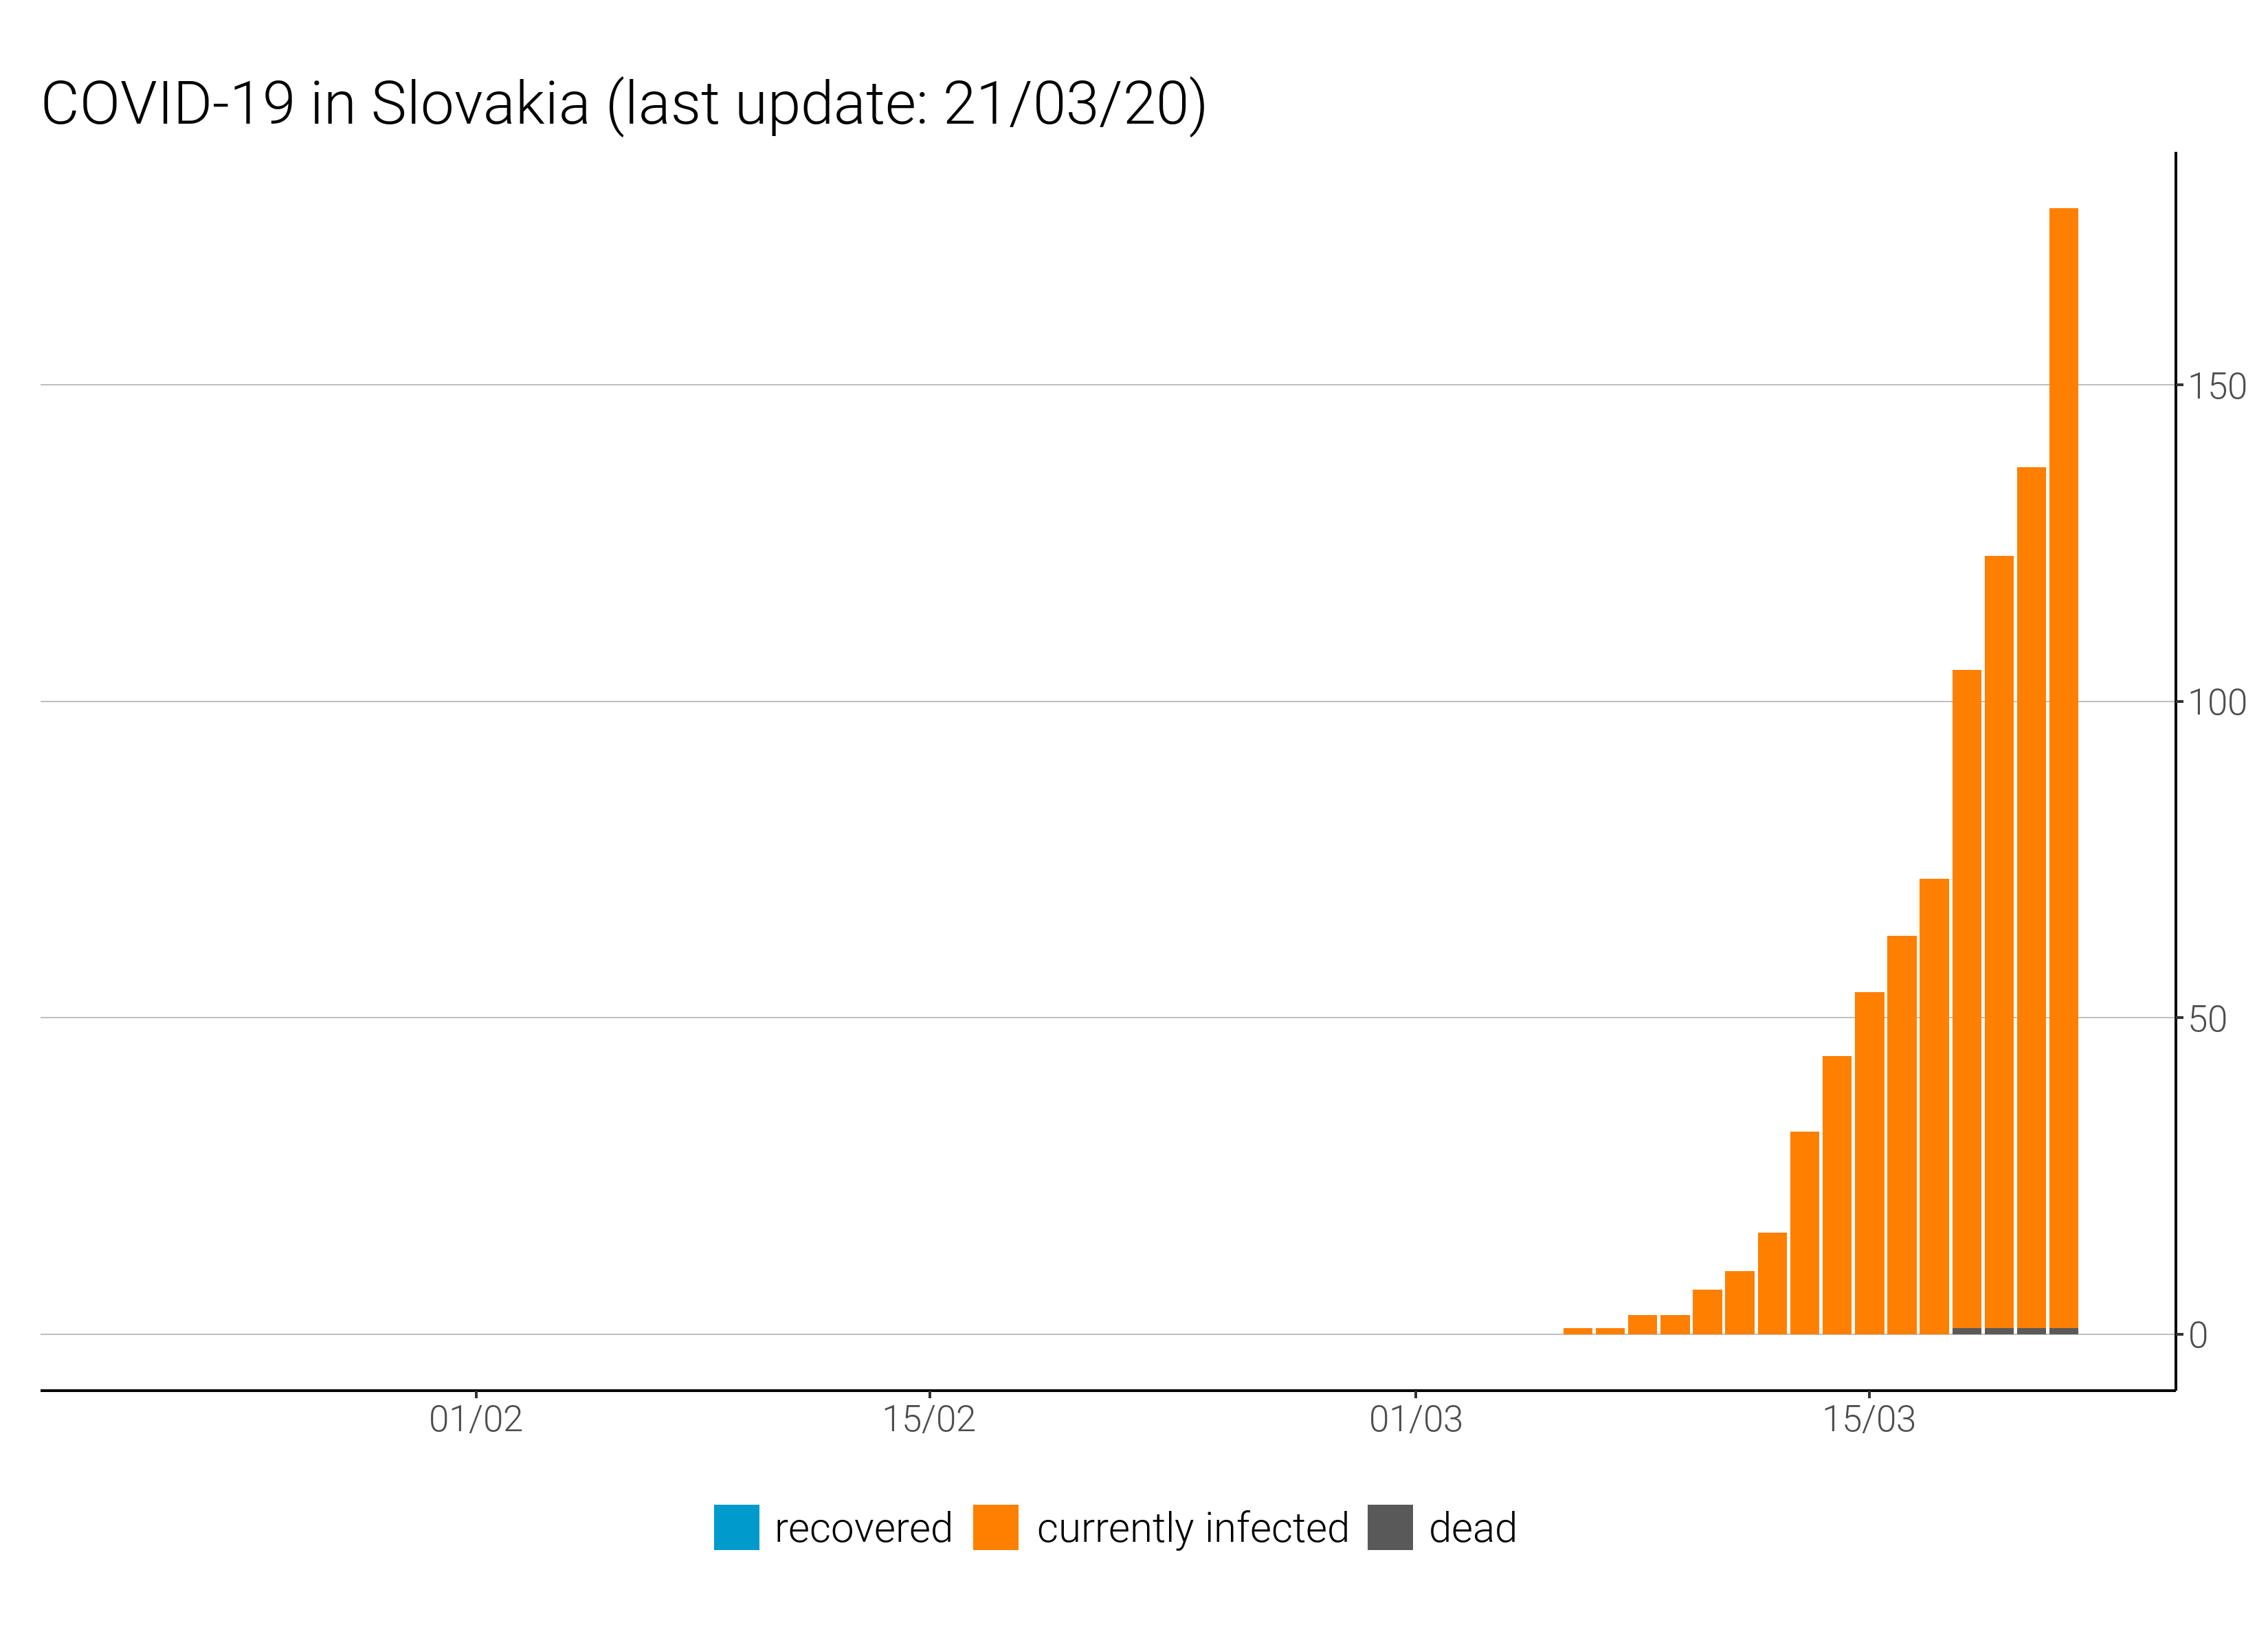 COVID-19 in Slovakia (last update: 21/03/20)
150
100
50
0
01/02 15/02 01/03 15/03
recovered currently infected dead